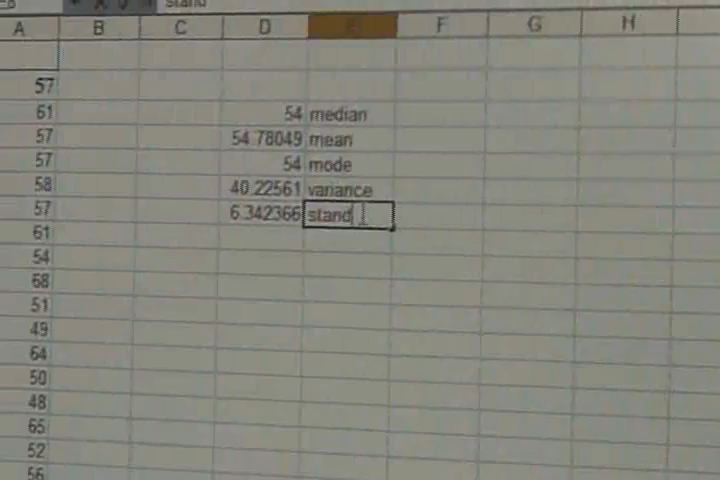 stand
A B C D E F G H
57
61 54 median
57 54.78049 mean
57 54 mode
58 40.22561 variance
57 6.342366 stand
61
54
68
51
49
64
50
48
65
52
56